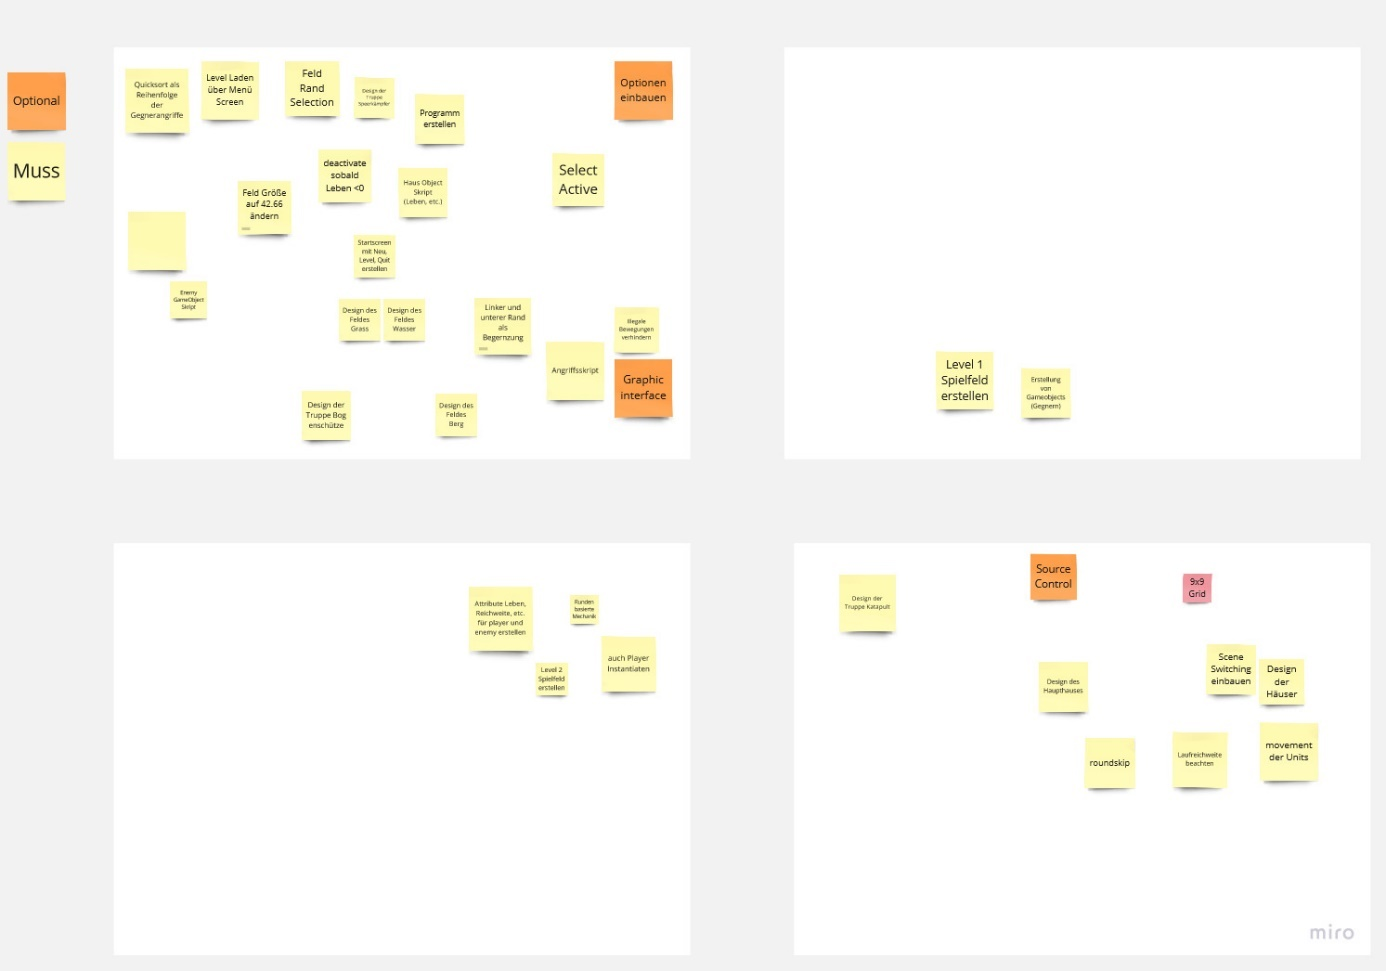 Optional
Muss
Quicksort als
Reihenfolge
der
Gegnerangriffe
Level Laden
über Menü
Screen
Feld
Rand
Selection
Design der
Truppe
Speerkämpfer
Programm
erstellen
Optionen
einbauen
deactivate
sobald
Leben <0
Haus Object
Skript
(Leben, etc.)
Select
Active
Feld Größe
auf 42.66
ändern
Startscreen
mit Neu,
Level, Quit
erstellen
Enemy
GameObject
Skript
Design des
Feldes
Grass
Design des
Feldes
Wasser
Linker und
unterer Rand
als
Begernzung
Illegele
Bewegungen
verhindern
Angriffsskript
Graphic
interface
Design der
Truppe Bog
enschütze
Design des
Feldes
Berg
Level 1
Spielfeld
erstellen
Erstellung
von
Gameobjects
(Gegnern)
Attribute Leben,
Reichweite, etc.
für player und
enemy erstellen
Runden
basierte
Mechanik
Level 2
Spielfeld
erstellen
auch Player
Instantiaten
Design der
Truppe Katapult
Source
Control
9x9
Grid
Design des
Haupthauses
Scene
Switching
einbauen
Design
der
Häuser
roundskip
Laufreichweite
beachten
movement
der Units
miro